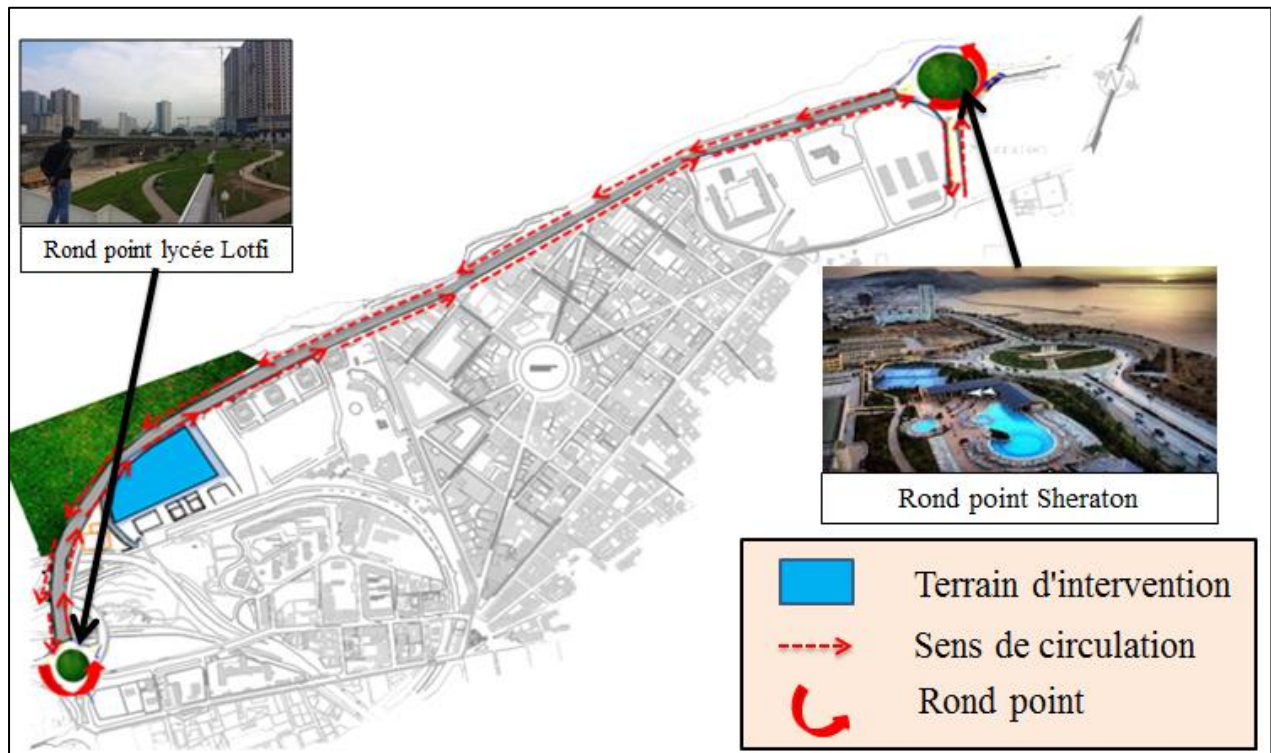 Rond point lycée Lotfi
N
Rond point Sheraton
Terrain d'intervention
Sens de circulation
Rond point